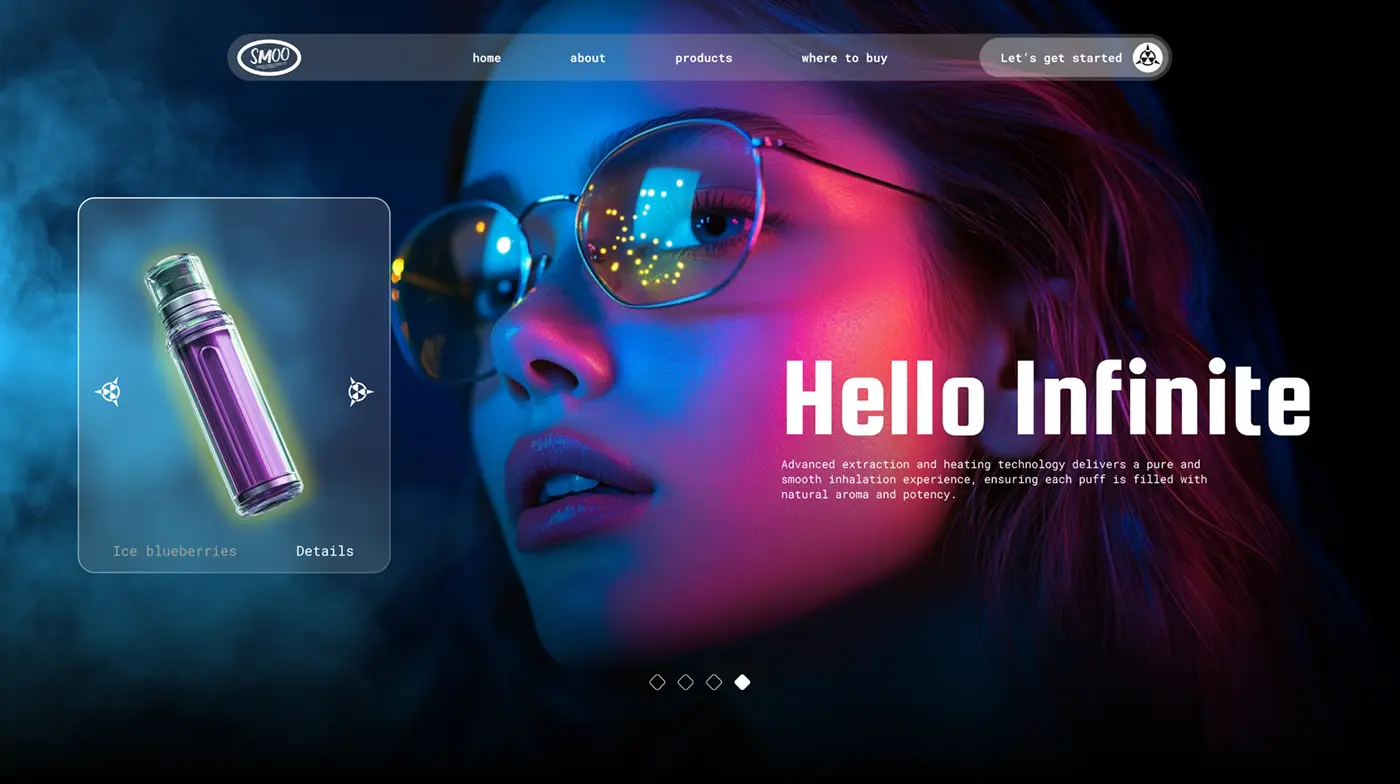 SMOO
home
about
products
where to buy
Let’s get started
Hello Infinite
Advanced extraction and heating technology delivers a pure and
smooth inhalation experience, ensuring each puff is filled with
natural aroma and potency.
Ice blueberries
Details